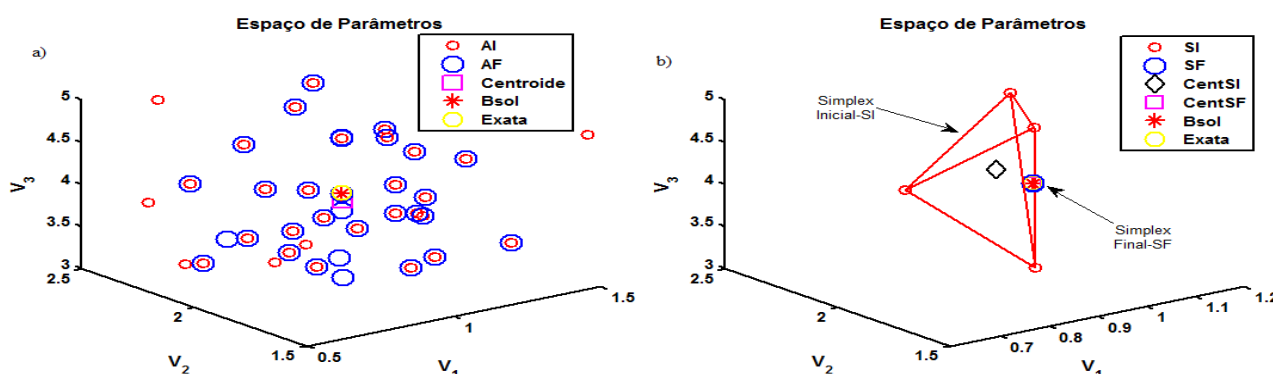 Espaço de Parâmetros
a)
AI
AF
Centroide
Bsol
Exata
5
4.5
4
3.5
3
2.5
2
1.5
0.5
1
1.5
V3
V2
V1
Espaço de Parâmetros
b)
SI
SF
CentSI
CentSF
Bsol
Exata
Simplex
Inicial-SI
Simplex
Final-SF
5
4.5
4
3.5
3
2.5
2
1.5
0.7
0.8
0.9
1
1.1
1.2
V3
V2
V1